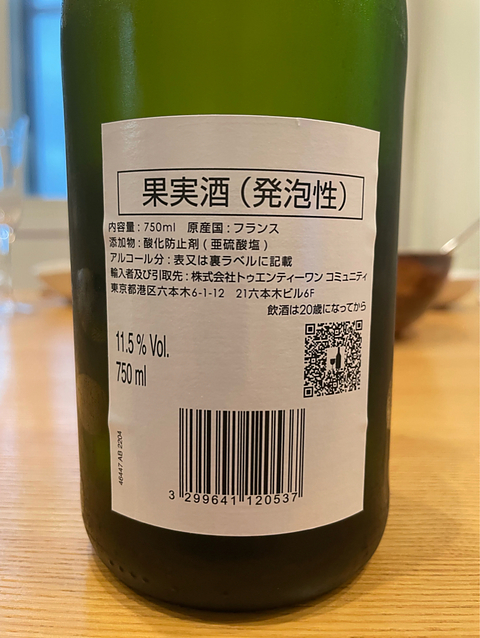 果実酒（発泡性）
内容量：750ml　原産国：フランス
添加物：酸化防止剤（亜硫酸塩）
アルコール分：表又は裏ラベルに記載
輸入者及び引取先：株式会社トゥエンティーワン コミュニティ
東京都港区六本木6-1-12　21六本木ビル6F
飲酒は20歳になってから
11.5 % Vol.
750 ml
46447 AB 2204
3 299641 120537